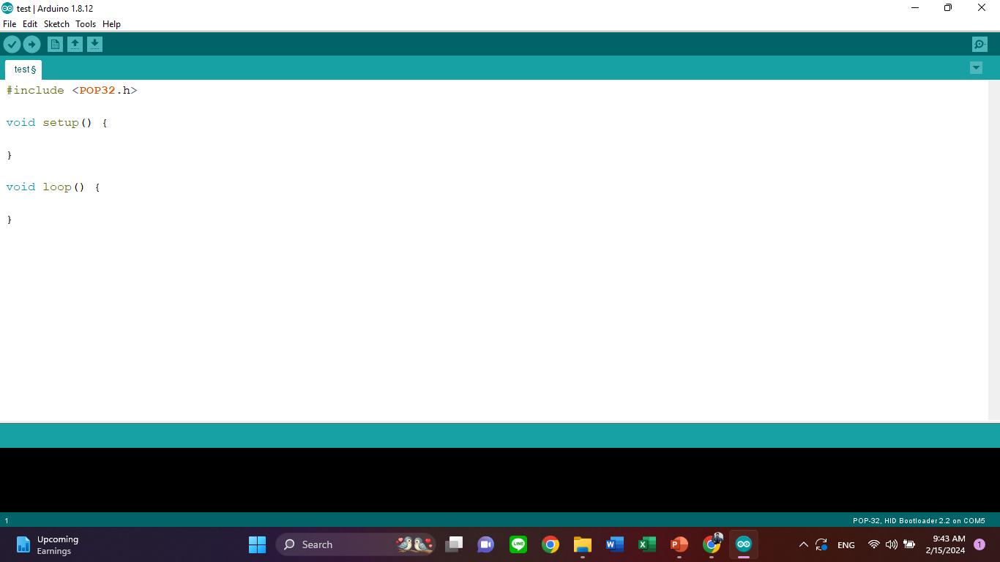 test | Arduino 1.8.12
File Edit Sketch Tools Help
test §
#include <POP32.h>
void setup() {
}
void loop() {
}
1
POP-32, HID Bootloader 2.2 on COM5
Upcoming
Earnings
Search
LINE
W
X
P
ENG
9:43 AM
2/15/2024
1